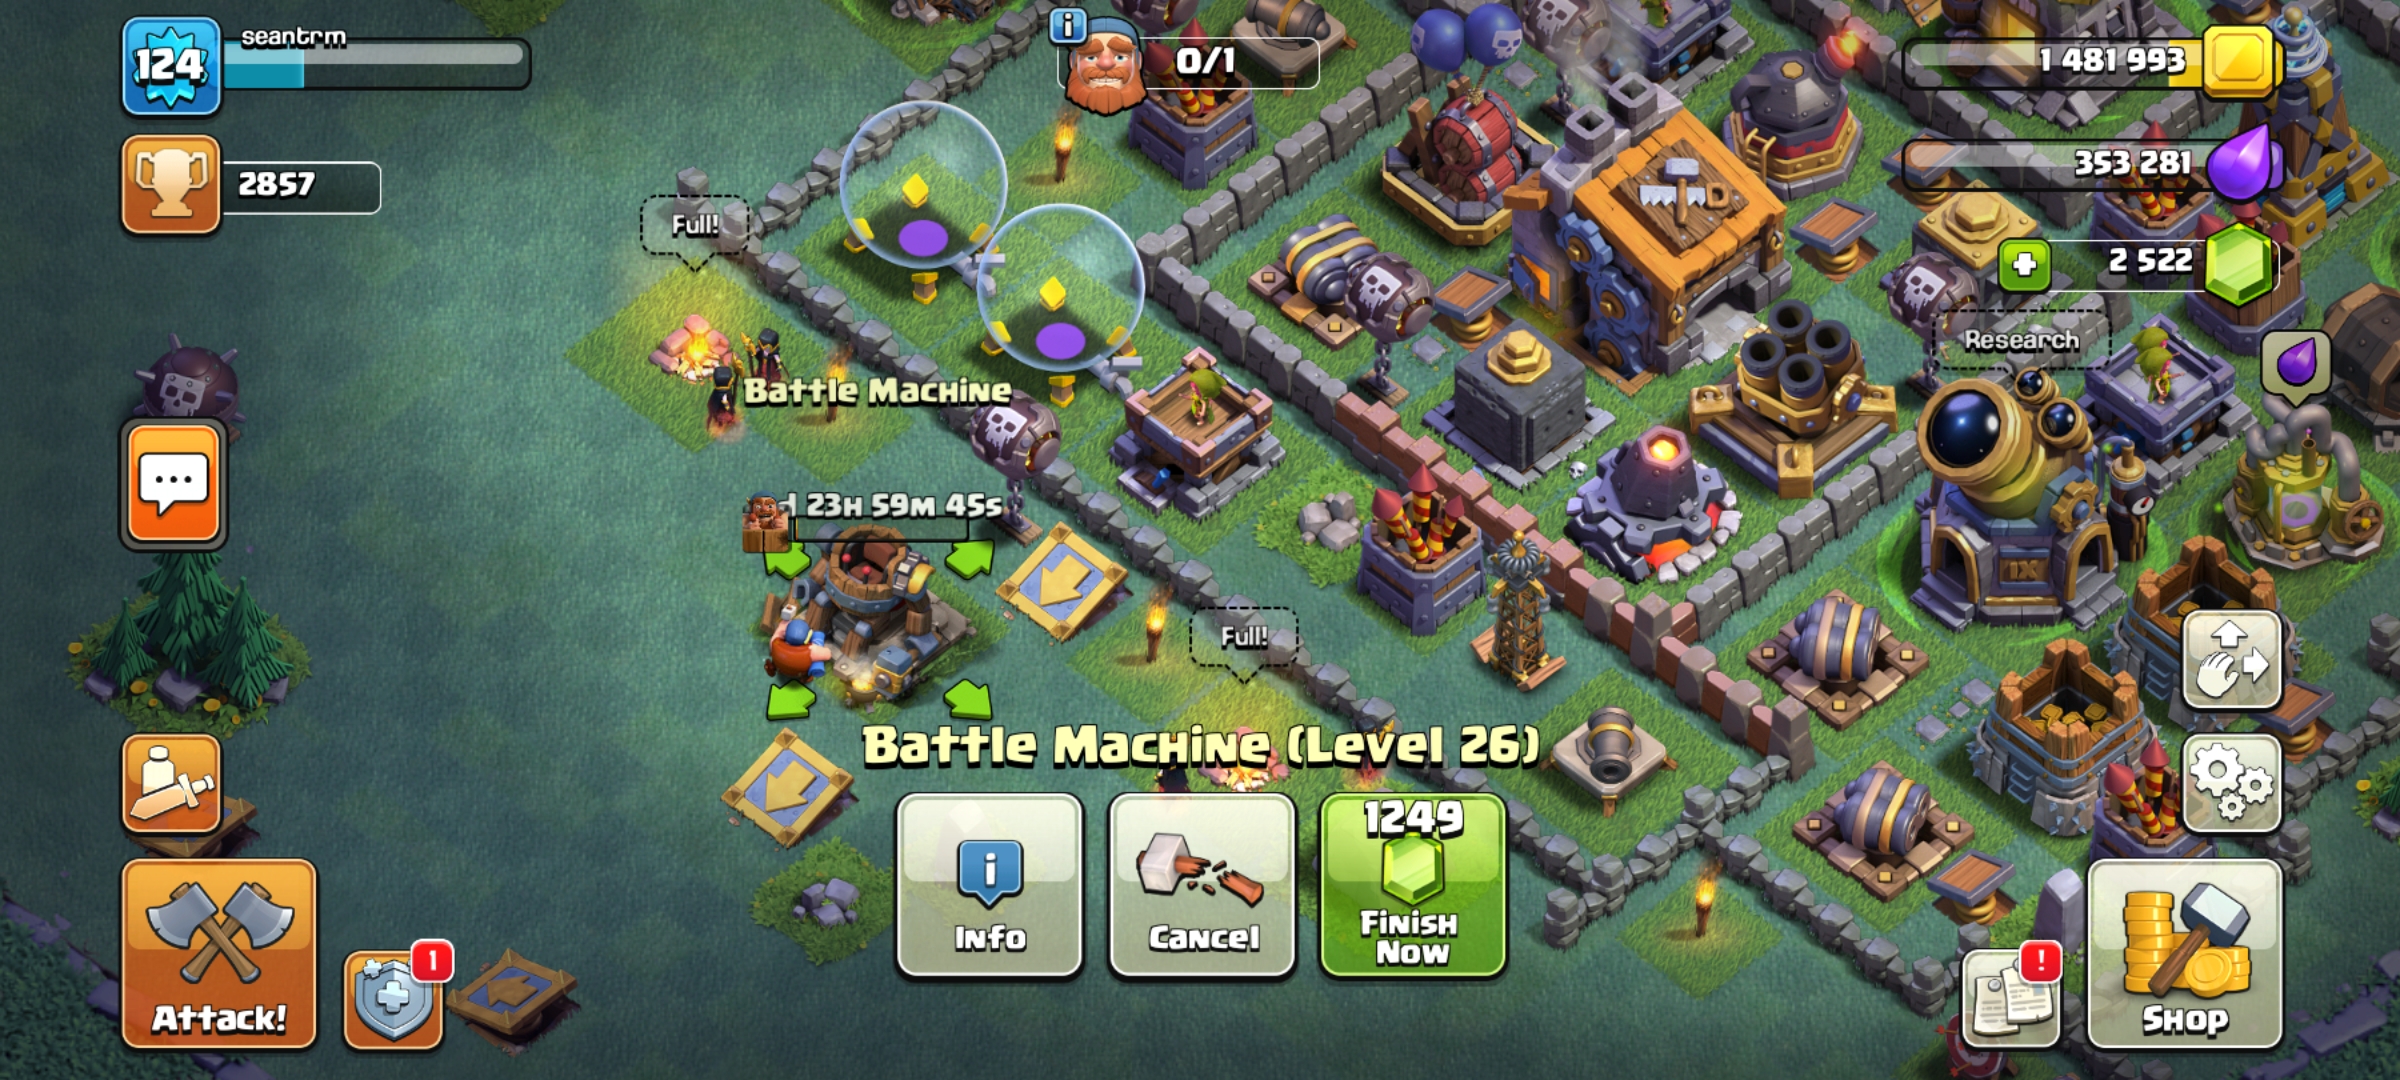 124
seantrm
0/1
1 481 993
2857
353 281
Full!
2 522
Research
Battle Machine
23H 59M 45s
IX
Full!
Battle Machine (Level 26)
1249
Info
Cancel
Finish
Now
1
!
Attack!
Shop